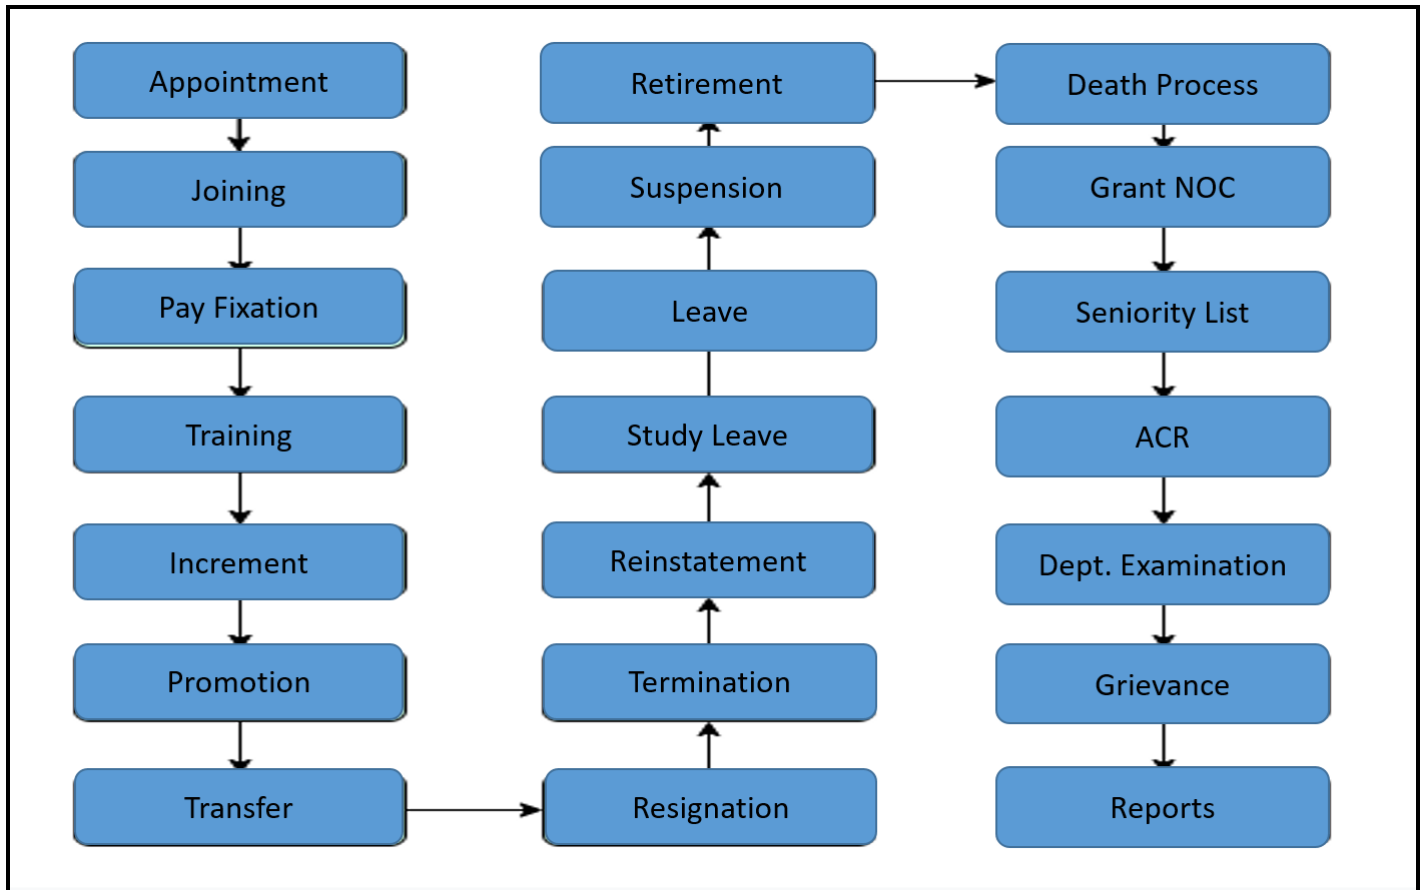 Appointment
Joining
Pay Fixation
Training
Increment
Promotion
Transfer
Resignation
Termination
Reinstatement
Study Leave
Leave
Suspension
Retirement
Death Process
Grant NOC
Seniority List
ACR
Dept. Examination
Grievance
Reports